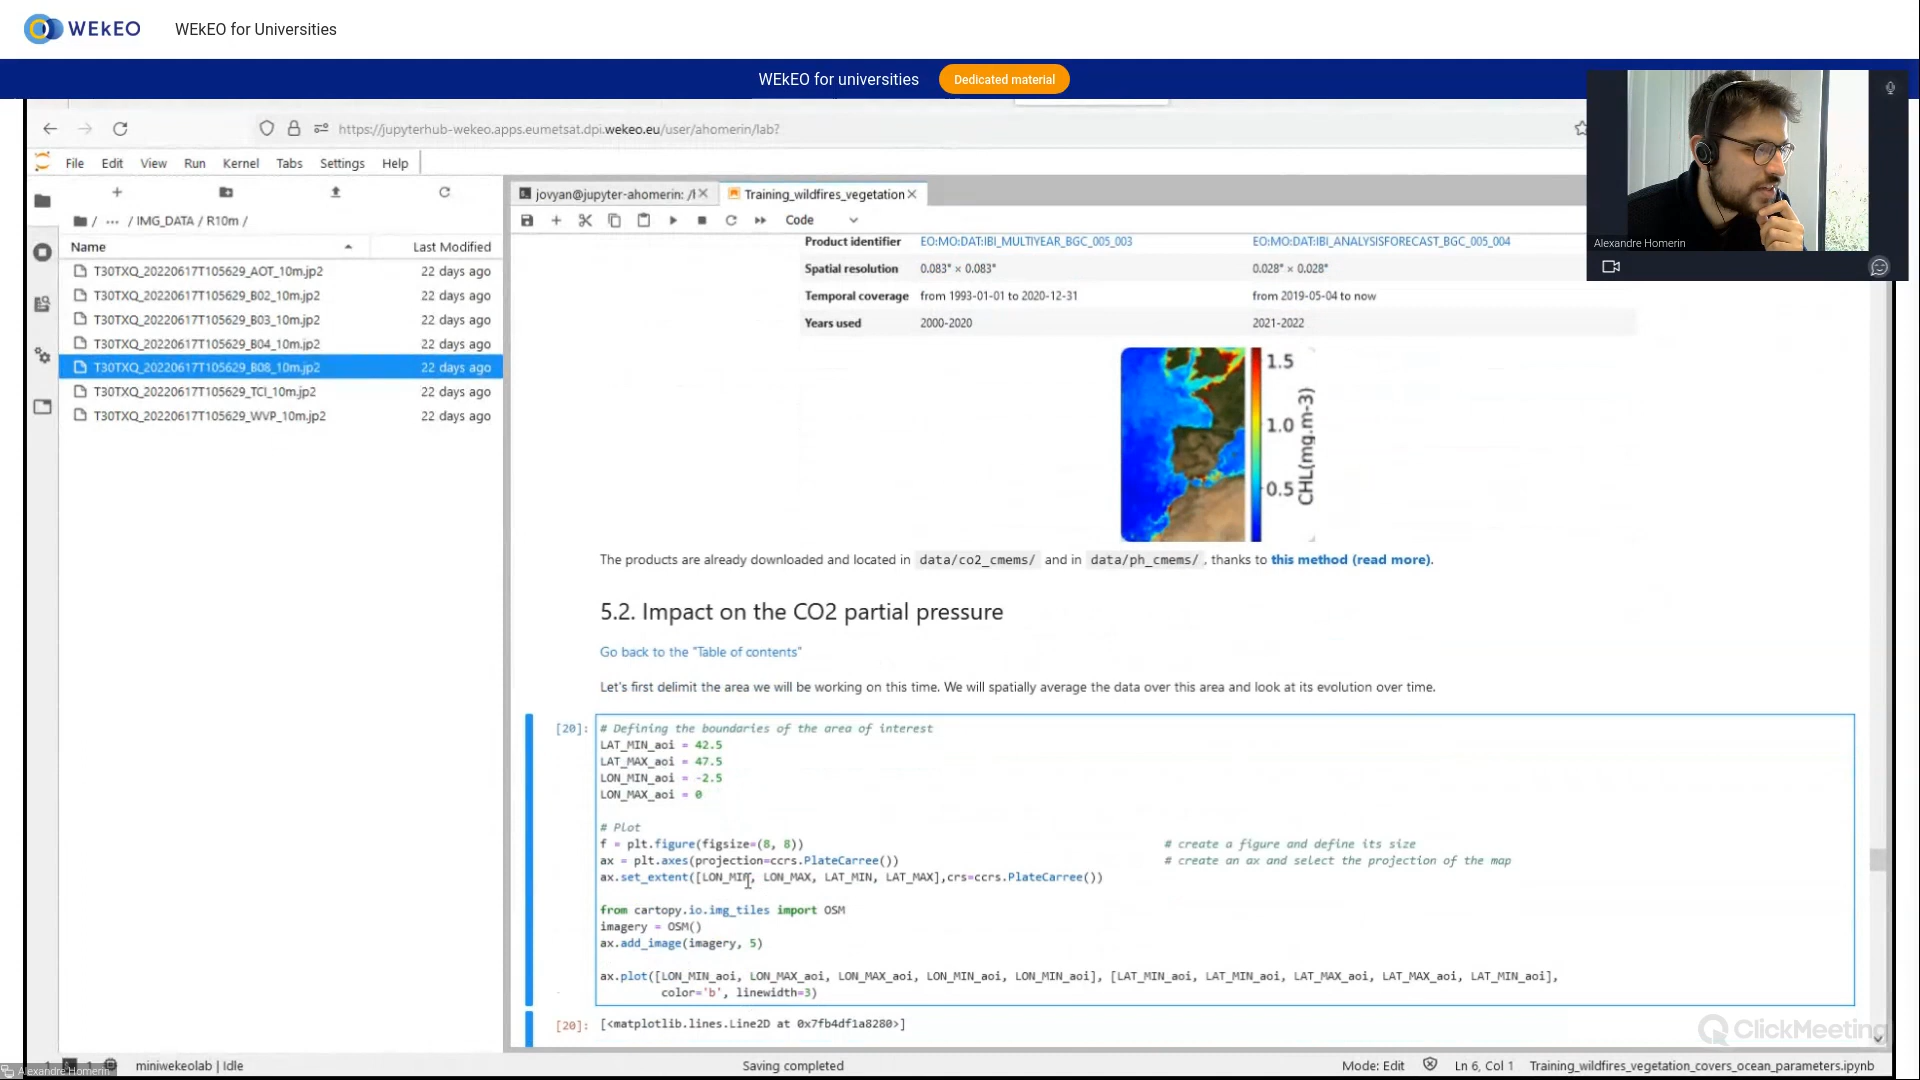 WEkEO WEkEO for Universities
WEkEO for universities Dedicated material
https://jupyterhub-wekeo.apps.eumetsat.dpi.wekeo.eu/user/ahomerin/lab?
Alexandre Homerin
File Edit View Run Kernel Tabs Settings Help
jovyan@jupyter-ahomerin: /l Training_wildfires_vegetation
Code
/ ... / IMG_DATA / R10m /
Name Last Modified
T30TXQ_20220617T105629_AOT_10m.jp2 22 days ago
T30TXQ_20220617T105629_B02_10m.jp2 22 days ago
T30TXQ_20220617T105629_B03_10m.jp2 22 days ago
T30TXQ_20220617T105629_B04_10m.jp2 22 days ago
T30TXQ_20220617T105629_B08_10m.jp2 22 days ago
T30TXQ_20220617T105629_TCI_10m.jp2 22 days ago
T30TXQ_20220617T105629_WVP_10m.jp2 22 days ago
Product identifier EO:MO:DAT:IBI_MULTIYEAR_BGC_005_003 EO:MO:DAT:IBI_ANALYSISFORECAST_BGC_005_004
Spatial resolution 0.083° × 0.083° 0.028° × 0.028°
Temporal coverage from 1993-01-01 to 2020-12-31 from 2019-05-04 to now
Years used 2000-2020 2021-2022
1.5
1.0
0.5
CHL(mg.m-3)
The products are already downloaded and located in data/co2_cmems/ and in data/ph_cmems/ , thanks to this method (read more).
5.2. Impact on the CO2 partial pressure
Go back to the "Table of contents"
Let's first delimit the area we will be working on this time. We will spatially average the data over this area and look at its evolution over time.
[20]: # Defining the boundaries of the area of interest
LAT_MIN_aoi = 42.5
LAT_MAX_aoi = 47.5
LON_MIN_aoi = -2.5
LON_MAX_aoi = 0
# Plot
f = plt.figure(figsize=(8, 8)) # create a figure and define its size
ax = plt.axes(projection=ccrs.PlateCarree()) # create an ax and select the projection of the map
ax.set_extent([LON_MIN, LON_MAX, LAT_MIN, LAT_MAX],crs=ccrs.PlateCarree())
from cartopy.io.img_tiles import OSM
imagery = OSM()
ax.add_image(imagery, 5)
ax.plot([LON_MIN_aoi, LON_MAX_aoi, LON_MAX_aoi, LON_MIN_aoi, LON_MIN_aoi], [LAT_MIN_aoi, LAT_MIN_aoi, LAT_MAX_aoi, LAT_MAX_aoi, LAT_MIN_aoi],
color='b', linewidth=3)
[20]: [<matplotlib.lines.Line2D at 0x7fb4df1a8280>]
ClickMeeting
miniwekeolab | Idle Saving completed Mode: Edit Ln 6, Col 1 Training_wildfires_vegetation_covers_ocean_parameters.ipynb
Alexandre Homerin